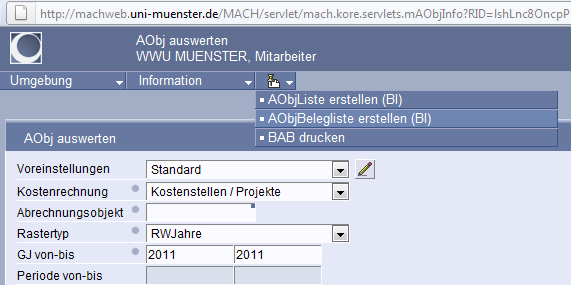 http://machweb.uni-muenster.de/MACH/servlet/mach.kore.servlets.mAObjInfo?RID=IshLnc8OncpP
AObj auswerten
WWU MUENSTER, Mitarbeiter
Umgebung Information
AObjListe erstellen (BI)
AObjBelegliste erstellen (BI)
BAB drucken
AObj auswerten
Voreinstellungen Standard
Kostenrechnung Kostenstellen / Projekte
Abrechnungsobjekt
Rastertyp RWJahre
GJ von-bis 2011 2011
Periode von-bis